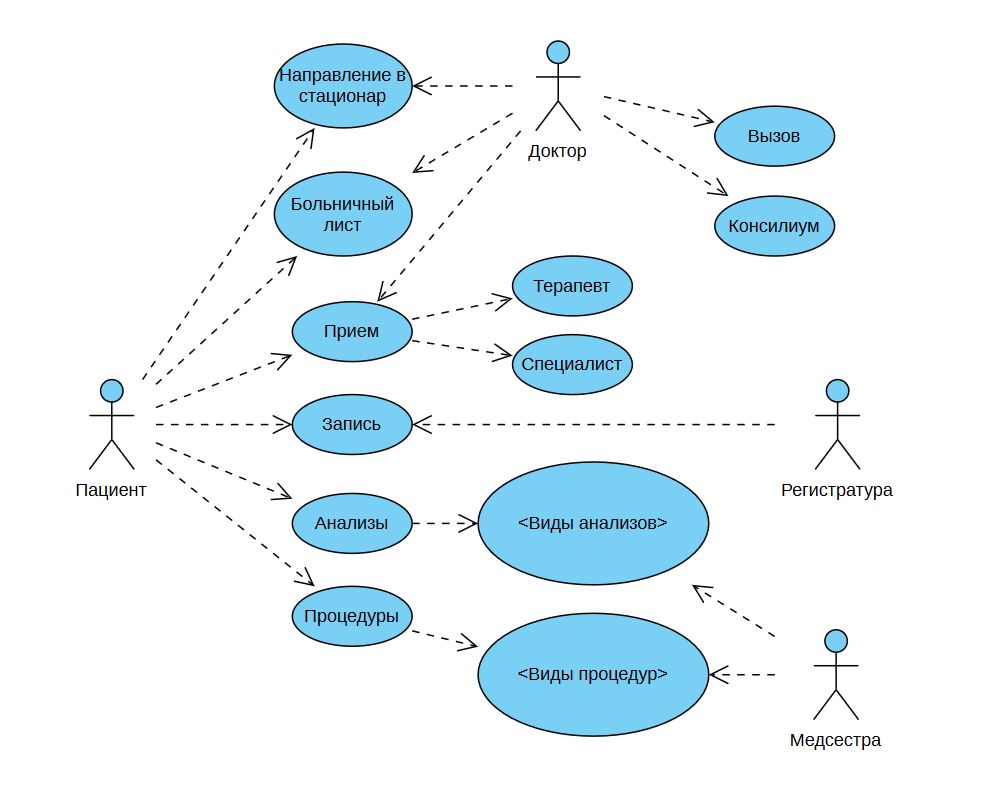 Направление в
стационар
Доктор
Вызов
Больничный
лист
Консилиум
Терапевт
Прием
Специалист
Запись
Пациент
Регистратура
Анализы
<Виды анализов>
Процедуры
<Виды процедур>
Медсестра